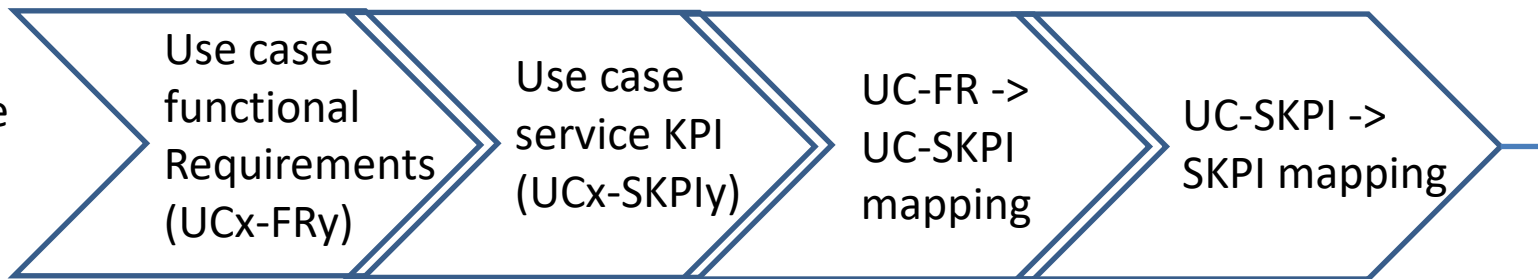 e
Use case
functional
Requirements
(UCx-FRy)
Use case
service KPI
(UCx-SKPIy)
UC-FR ->
UC-SKPI
mapping
UC-SKPI ->
SKPI mapping